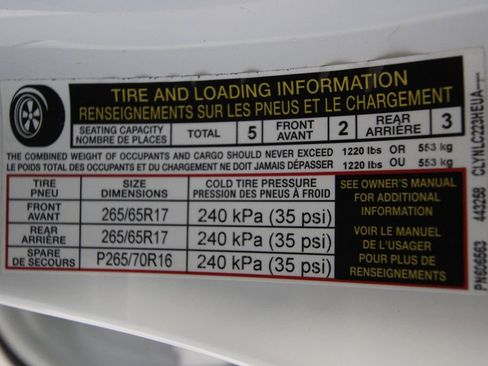 TIRE AND LOADING INFORMATION
RENSEIGNEMENTS SUR LES PNEUS ET LE CHARGEMENT
SEATING CAPACITY
NOMBRE DE PLACES
TOTAL 5
FRONT
AVANT
2
REAR
ARRIÈRE
3
THE COMBINED WEIGHT OF OCCUPANTS AND CARGO SHOULD NEVER EXCEED 1220 lbs OR 553 kg
LE POIDS TOTAL DES OCCUPANTS ET DU CHARGEMENT NE DOIT JAMAIS DÉPASSER 1220 lbs OU 553 kg
TIRE
PNEU
SIZE
DIMENSIONS
COLD TIRE PRESSURE
PRESSION DES PNEUS À FROID
FRONT
AVANT
265/65R17
240 kPa (35 psi)
REAR
ARRIÈRE
265/65R17
240 kPa (35 psi)
SPARE
DE SECOURS
P265/70R16
240 kPa (35 psi)
SEE OWNER'S MANUAL
FOR ADDITIONAL
INFORMATION
VOIR LE MANUEL
DE L'USAGER
POUR PLUS DE
RENSEIGNEMENTS
PN606563 443258 CLYNLC223HEUA